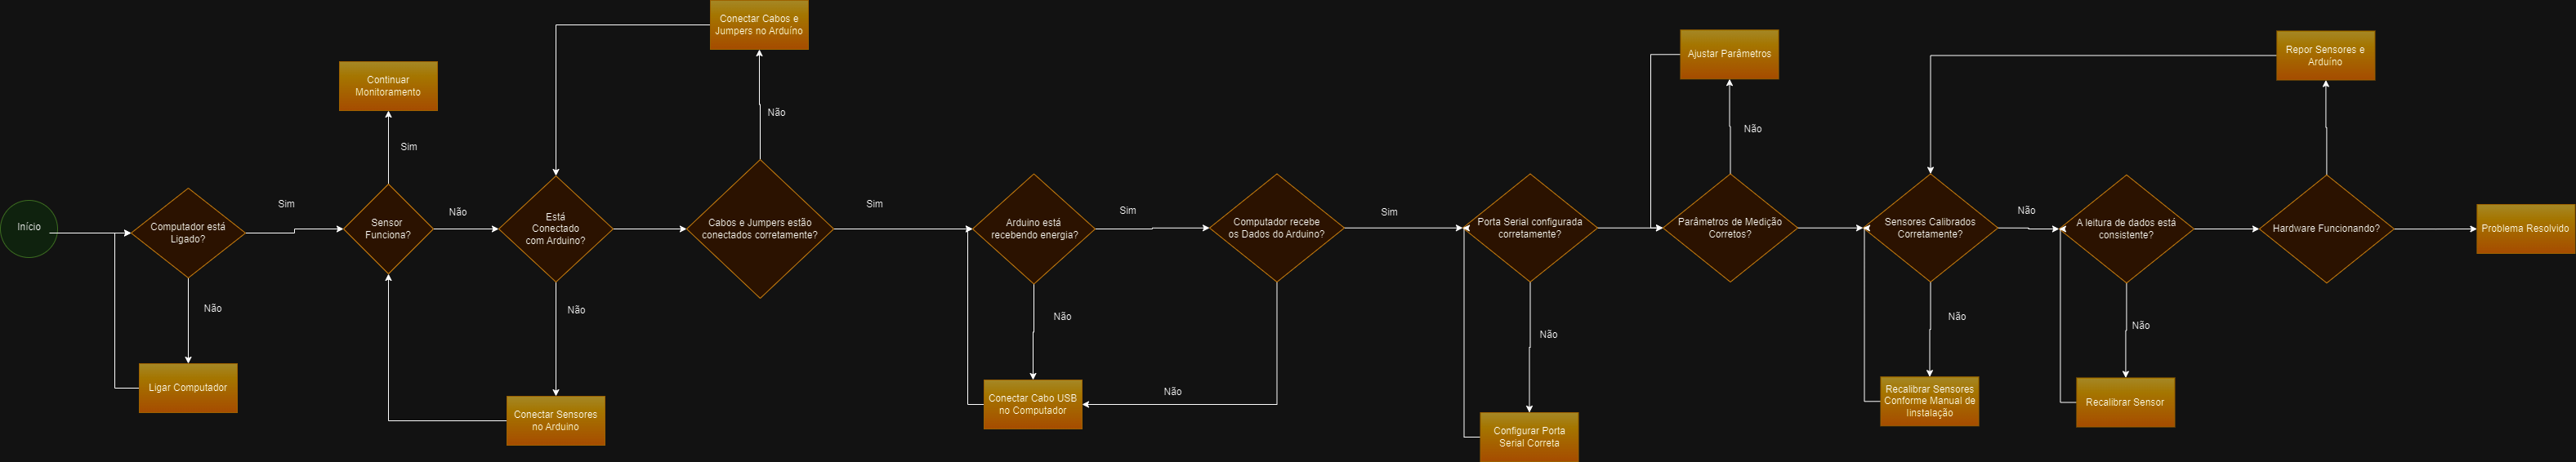 Início
Computador está
Ligado?
Sim
Não
Ligar Computador
Continuar
Monitoramento
Sim
Sensor
Funciona?
Não
Está
Conectado
com Arduino?
Não
Conectar Sensores
no Arduino
Conectar Cabos e
Jumpers no Arduíno
Não
Cabos e Jumpers estão
conectados corretamente?
Sim
Arduino está
recebendo energia?
Sim
Não
Conectar Cabo USB
no Computador
Computador recebe
os Dados do Arduino?
Sim
Não
Porta Serial configurada
corretamente?
Não
Configurar Porta
Serial Correta
Ajustar Parâmetros
Não
Parâmetros de Medição
Corretos?
Sensores Calibrados
Corretamente?
Não
Não
Recalibrar Sensores
Conforme Manual de
Iinstalação
A leitura de dados está
consistente?
Não
Recalibrar Sensor
Repor Sensores e
Arduíno
Hardware Funcionando?
Problema Resolvido